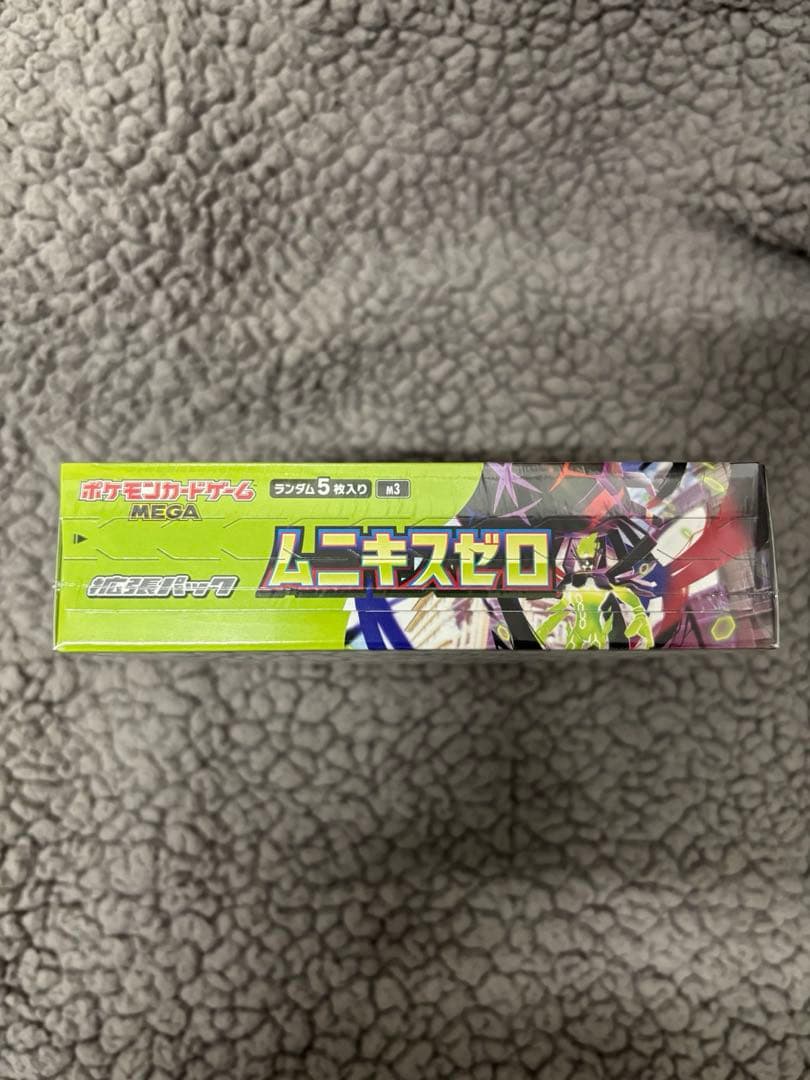 ポケモンカードゲーム
MEGA
ランダム5枚入り M3
拡張パック
ムニキスゼロ